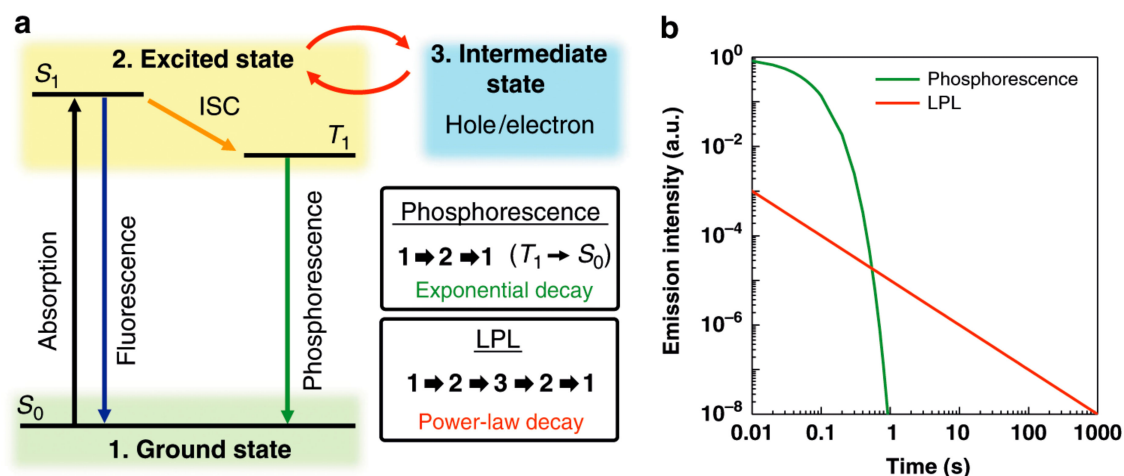 a
2. Excited state
3. Intermediate
state
Hole/electron
S₁
ISC
T₁
Absorption
Fluorescence
Phosphorescence
S₀
1. Ground state
Phosphorescence
1➔2➔1 (T₁ → S₀)
Exponential decay
LPL
1➔2➔3➔2➔1
Power-law decay
b
Emission intensity (a.u.)
10⁰
10⁻²
10⁻⁴
10⁻⁶
10⁻⁸
Phosphorescence
LPL
0.01 0.1 1 10 100 1000
Time (s)